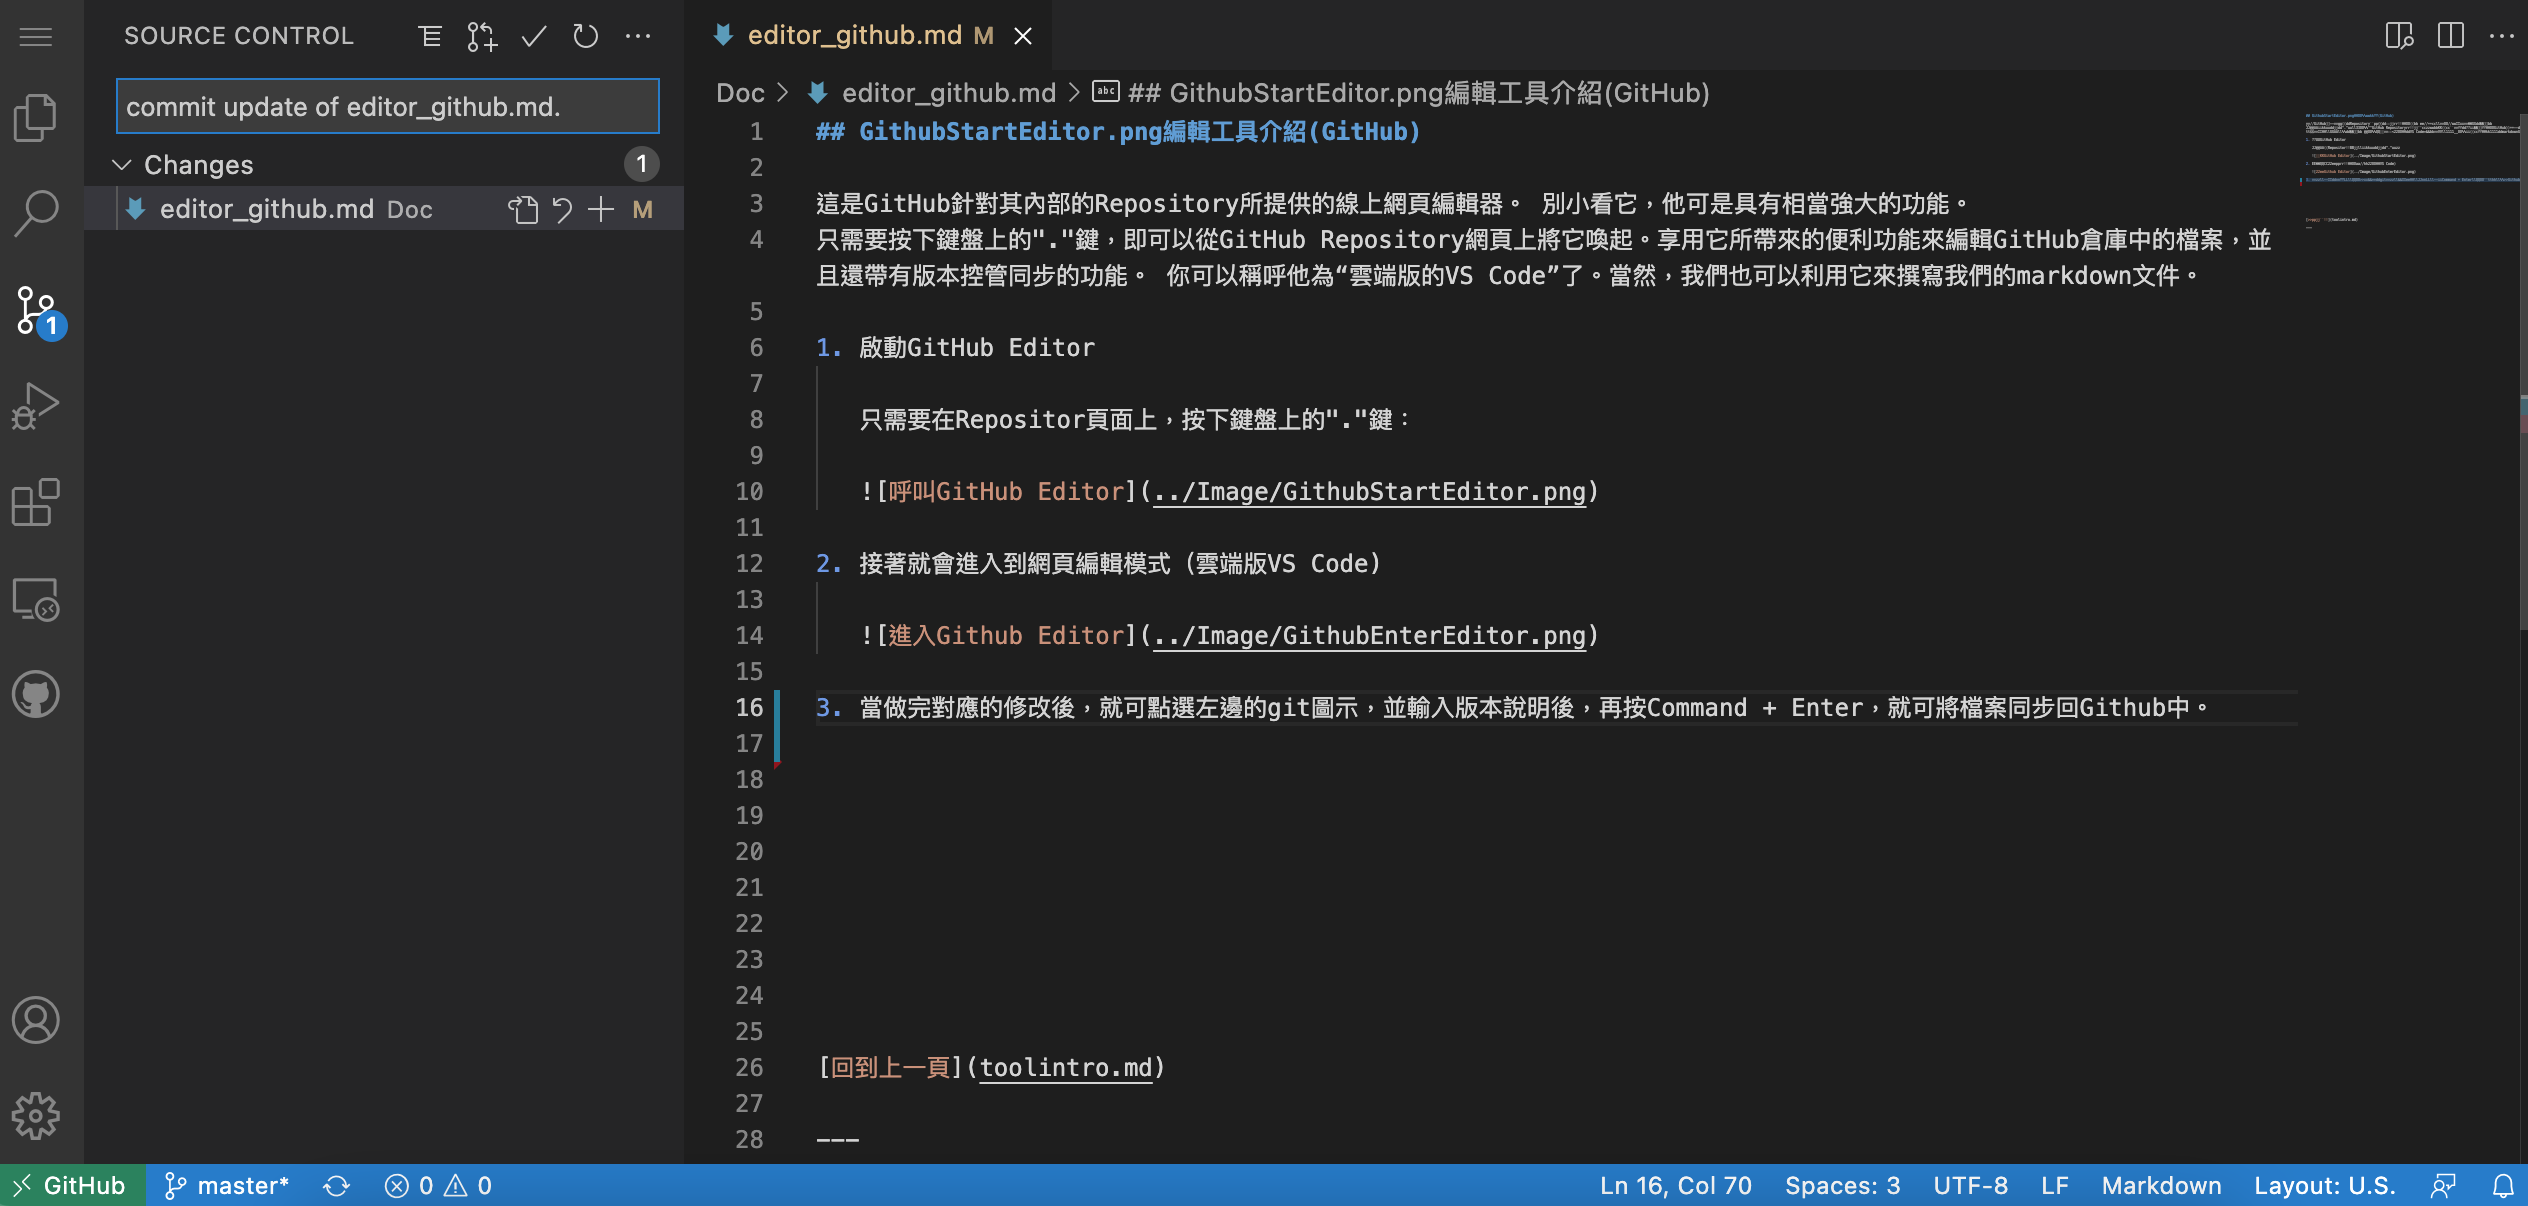 SOURCE CONTROL
commit update of editor_github.md.
Changes 1
editor_github.md Doc M
1
editor_github.md M
Doc > editor_github.md > ## GithubStartEditor.png編輯工具介紹(GitHub)
1 ## GithubStartEditor.png編輯工具介紹(GitHub)
2
3 這是GitHub針對其內部的Repository所提供的線上網頁編輯器。 別小看它，他可是具有相當強大的功能。
4 只需要按下鍵盤上的"."鍵，即可以從GitHub Repository網頁上將它喚起。享用它所帶來的便利功能來編輯GitHub倉庫中的檔案，並
且還帶有版本控管同步的功能。 你可以稱呼他為“雲端版的VS Code”了。當然，我們也可以利用它來撰寫我們的markdown文件。
5
6 1. 啟動GitHub Editor
7
8 只需要在Repositor頁面上，按下鍵盤上的"."鍵：
9
10 ![呼叫GitHub Editor](../Image/GithubStartEditor.png)
11
12 2. 接著就會進入到網頁編輯模式 (雲端版VS Code)
13
14 ![進入Github Editor](../Image/GithubEnterEditor.png)
15
16 3. 當做完對應的修改後，就可點選左邊的git圖示，並輸入版本說明後，再按Command + Enter，就可將檔案同步回Github中。
17
18
19
20
21
22
23
24
25
26 [回到上一頁](toolintro.md)
27
28 ---
GitHub master* 0 0 Ln 16, Col 70 Spaces: 3 UTF-8 LF Markdown Layout: U.S.